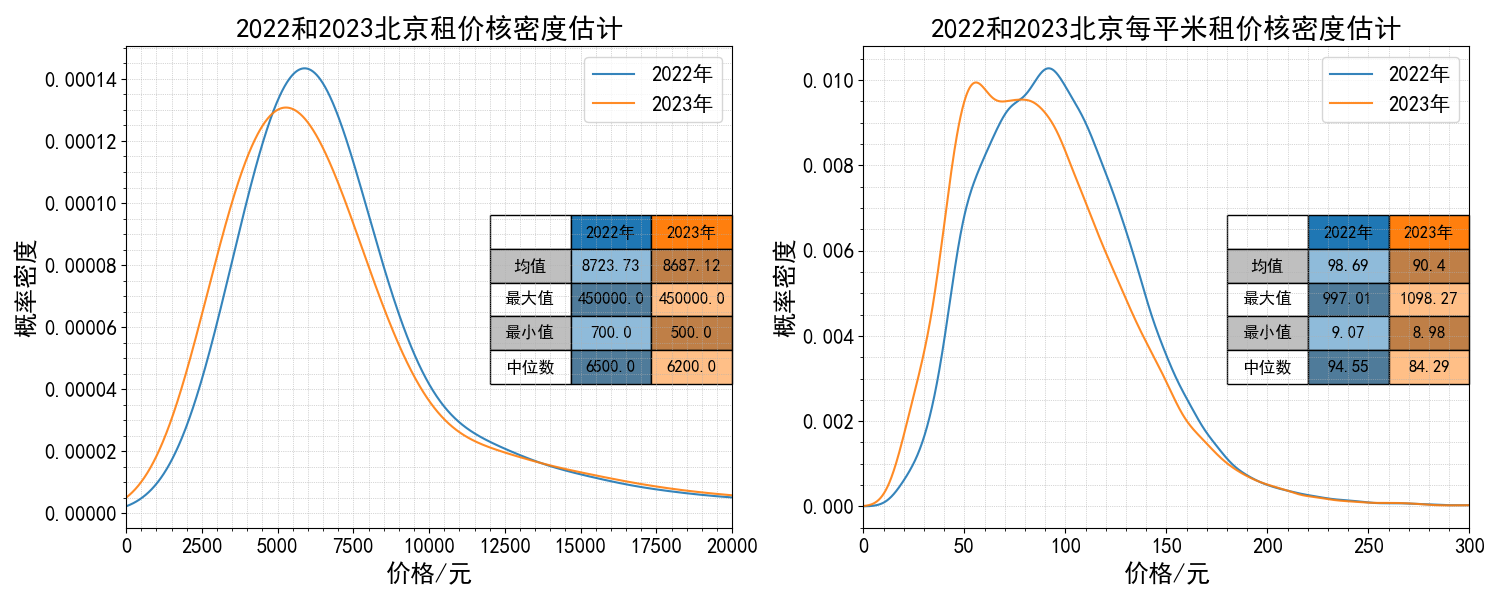 2022和2023北京租价核密度估计
概率密度
0.00014
0.00012
0.00010
0.00008
0.00006
0.00004
0.00002
0.00000
2022年
2023年
2022年 2023年
均值 8723.73 8687.12
最大值 450000.0 450000.0
最小值 700.0 500.0
中位数 6500.0 6200.0
0 2500 5000 7500 10000 12500 15000 17500 20000
价格/元
2022和2023北京每平米租价核密度估计
概率密度
0.010
0.008
0.006
0.004
0.002
0.000
2022年
2023年
2022年 2023年
均值 98.69 90.4
最大值 997.01 1098.27
最小值 9.07 8.98
中位数 94.55 84.29
0 50 100 150 200 250 300
价格/元